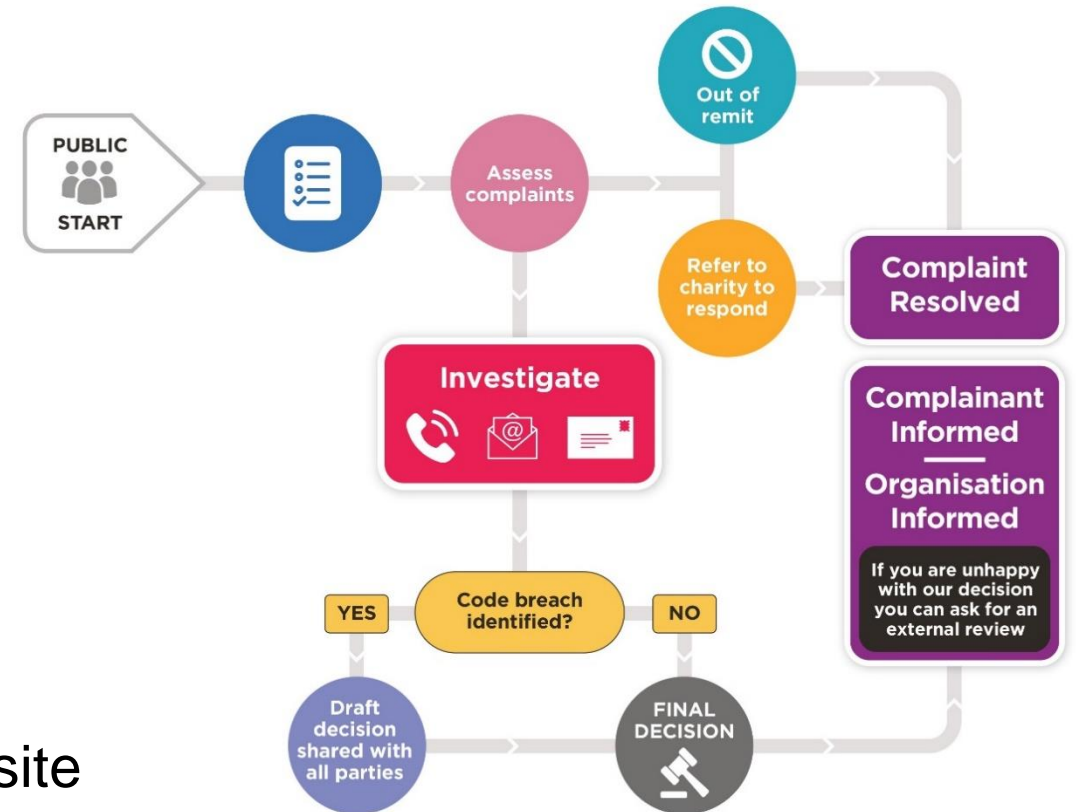 PUBLIC
START
Assess
complaints
Out of
remit
Refer to
charity to
respond
Complaint
Resolved
Investigate
@
Complainant
Informed
Organisation
Informed
If you are unhappy
with our decision
you can ask for an
external review
Code breach
identified?
YES
NO
Draft
decision
shared with
all parties
FINAL
DECISION
site